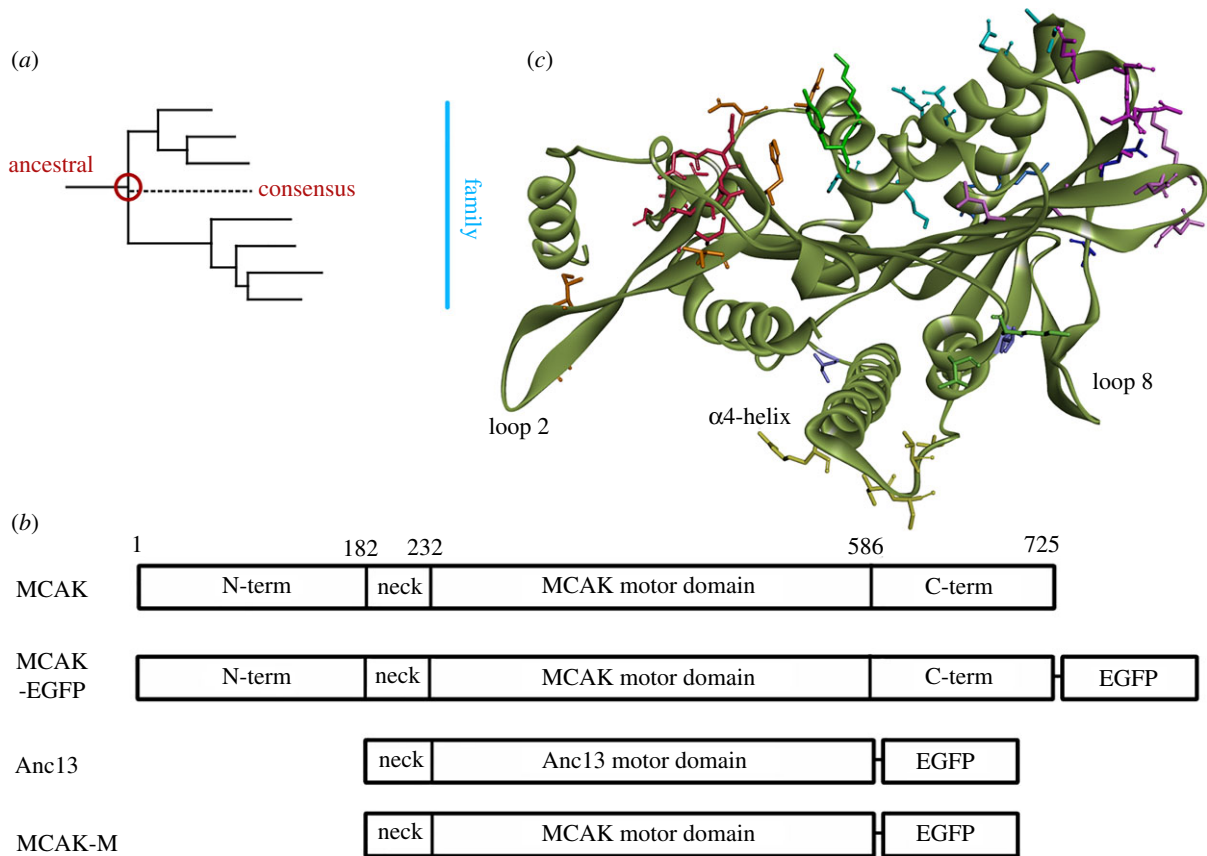 (a)
ancestral
consensus
family
(c)
loop 2
α4-helix
loop 8
(b)
1 182 232 586 725
MCAK N-term neck MCAK motor domain C-term
MCAK
-EGFP N-term neck MCAK motor domain C-term EGFP
Anc13 neck Anc13 motor domain EGFP
MCAK-M neck MCAK motor domain EGFP